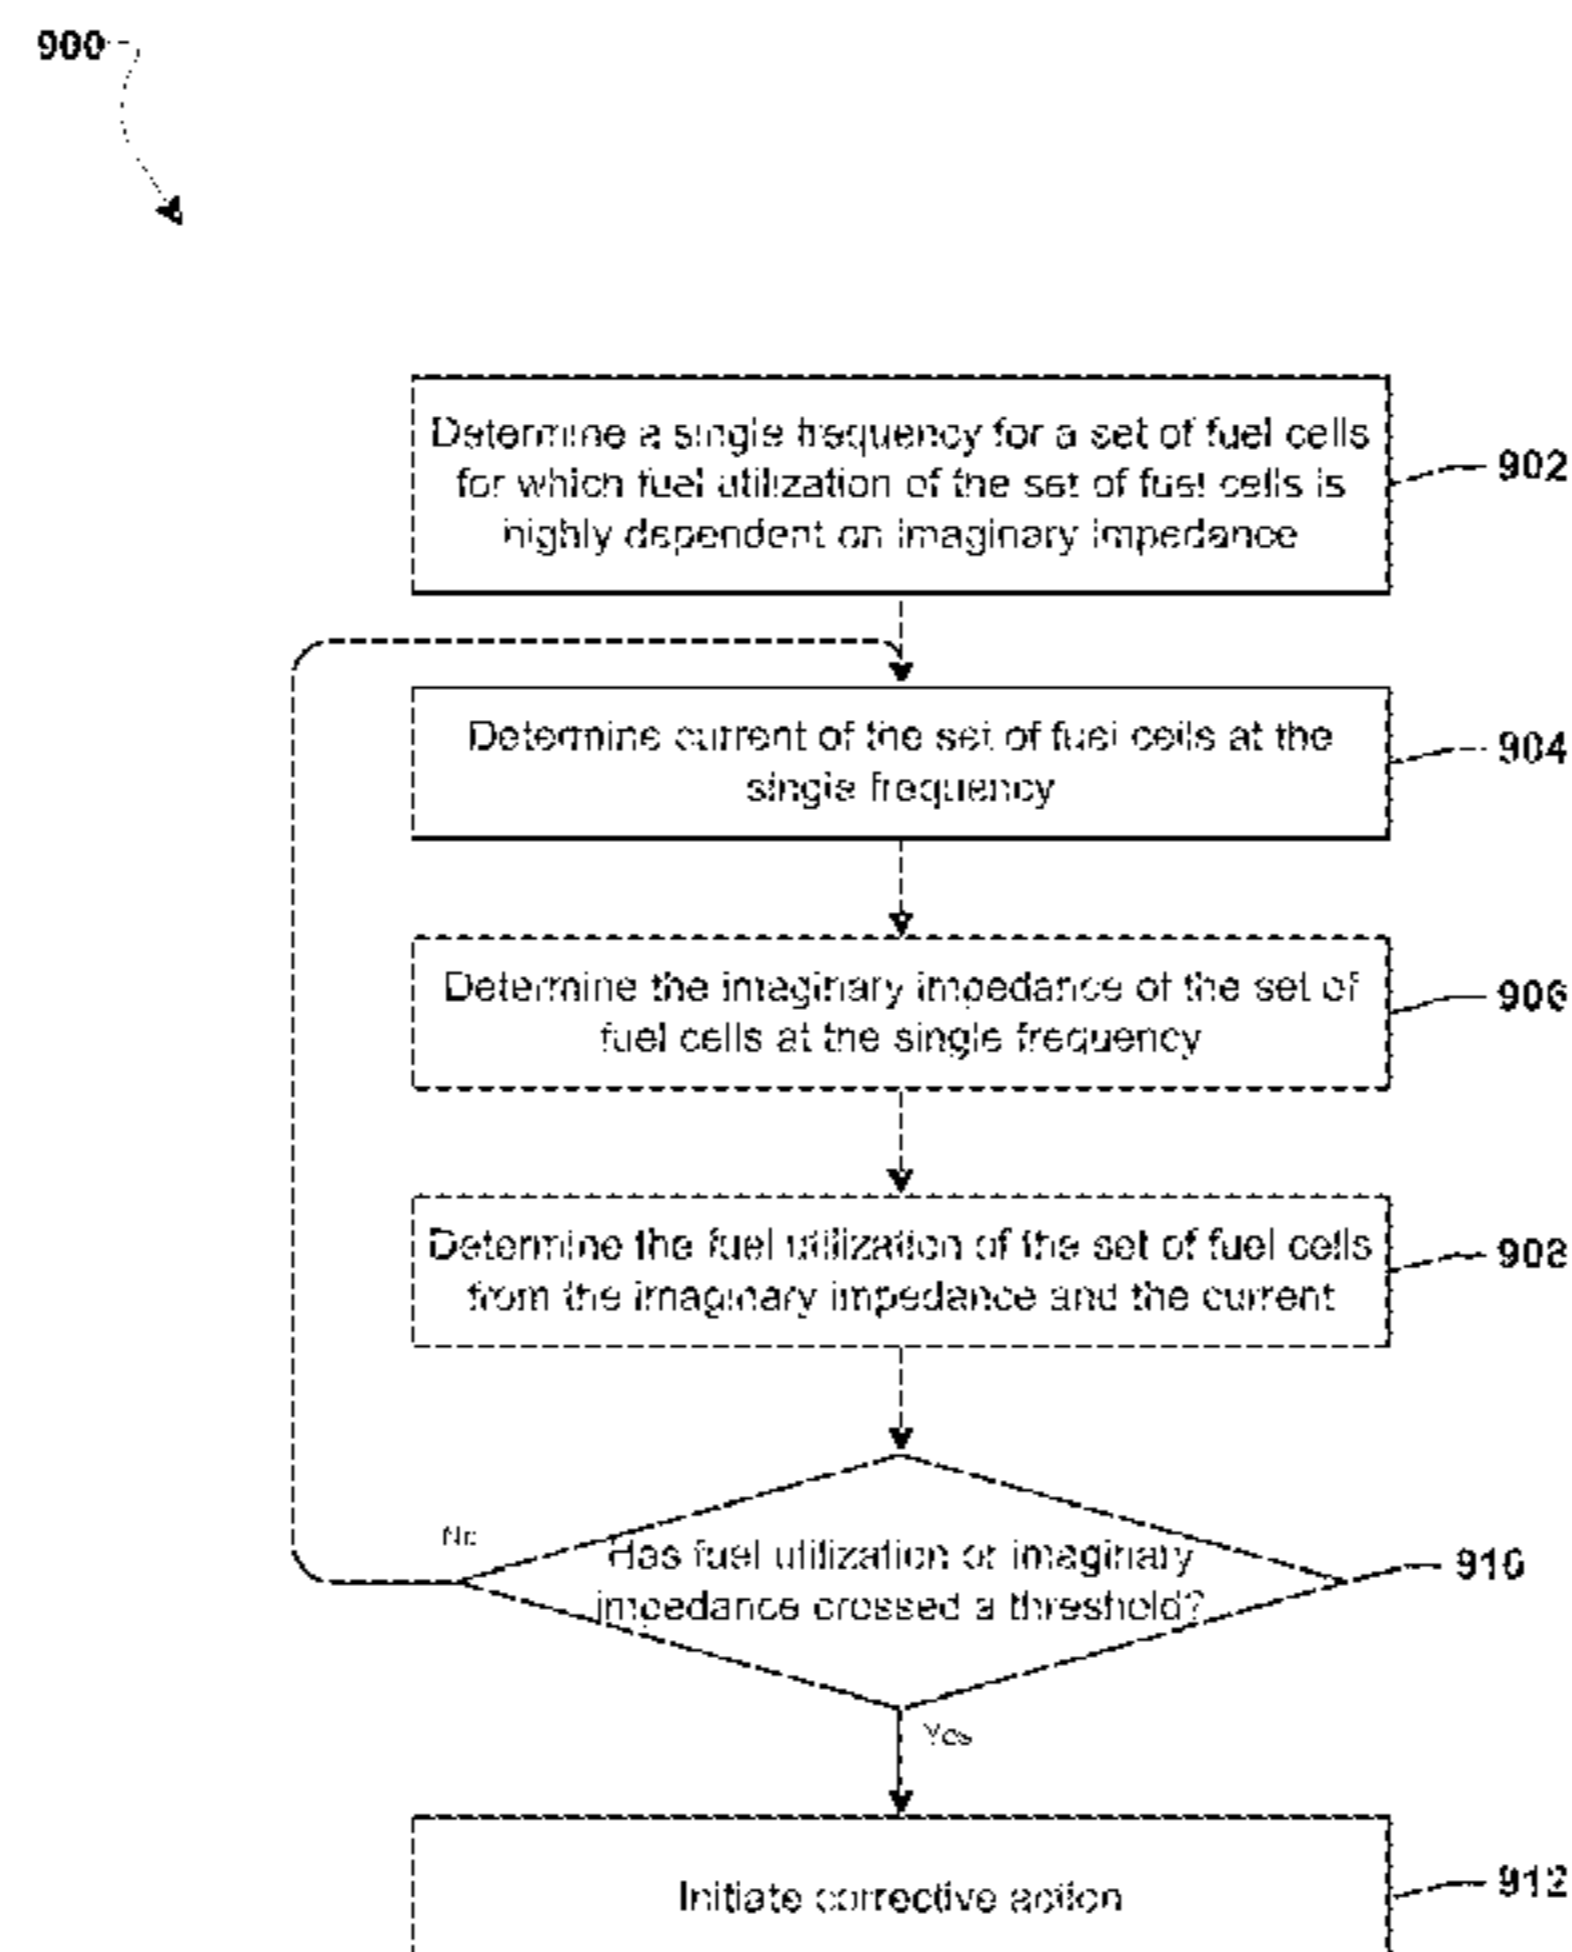 900
Determine a single frequency for a set of fuel cells
for which fuel utilization of the set of fuel cells is
highly dependent on imaginary impedance
902
Determine current of the set of fuel cells at the
single frequency
904
Determine the imaginary impedance of the set of
fuel cells at the single frequency
906
Determine the fuel utilization of the set of fuel cells
from the imaginary impedance and the current
908
No
Has fuel utilization or imaginary
impedance crossed a threshold?
910
Yes
Initiate corrective action
912